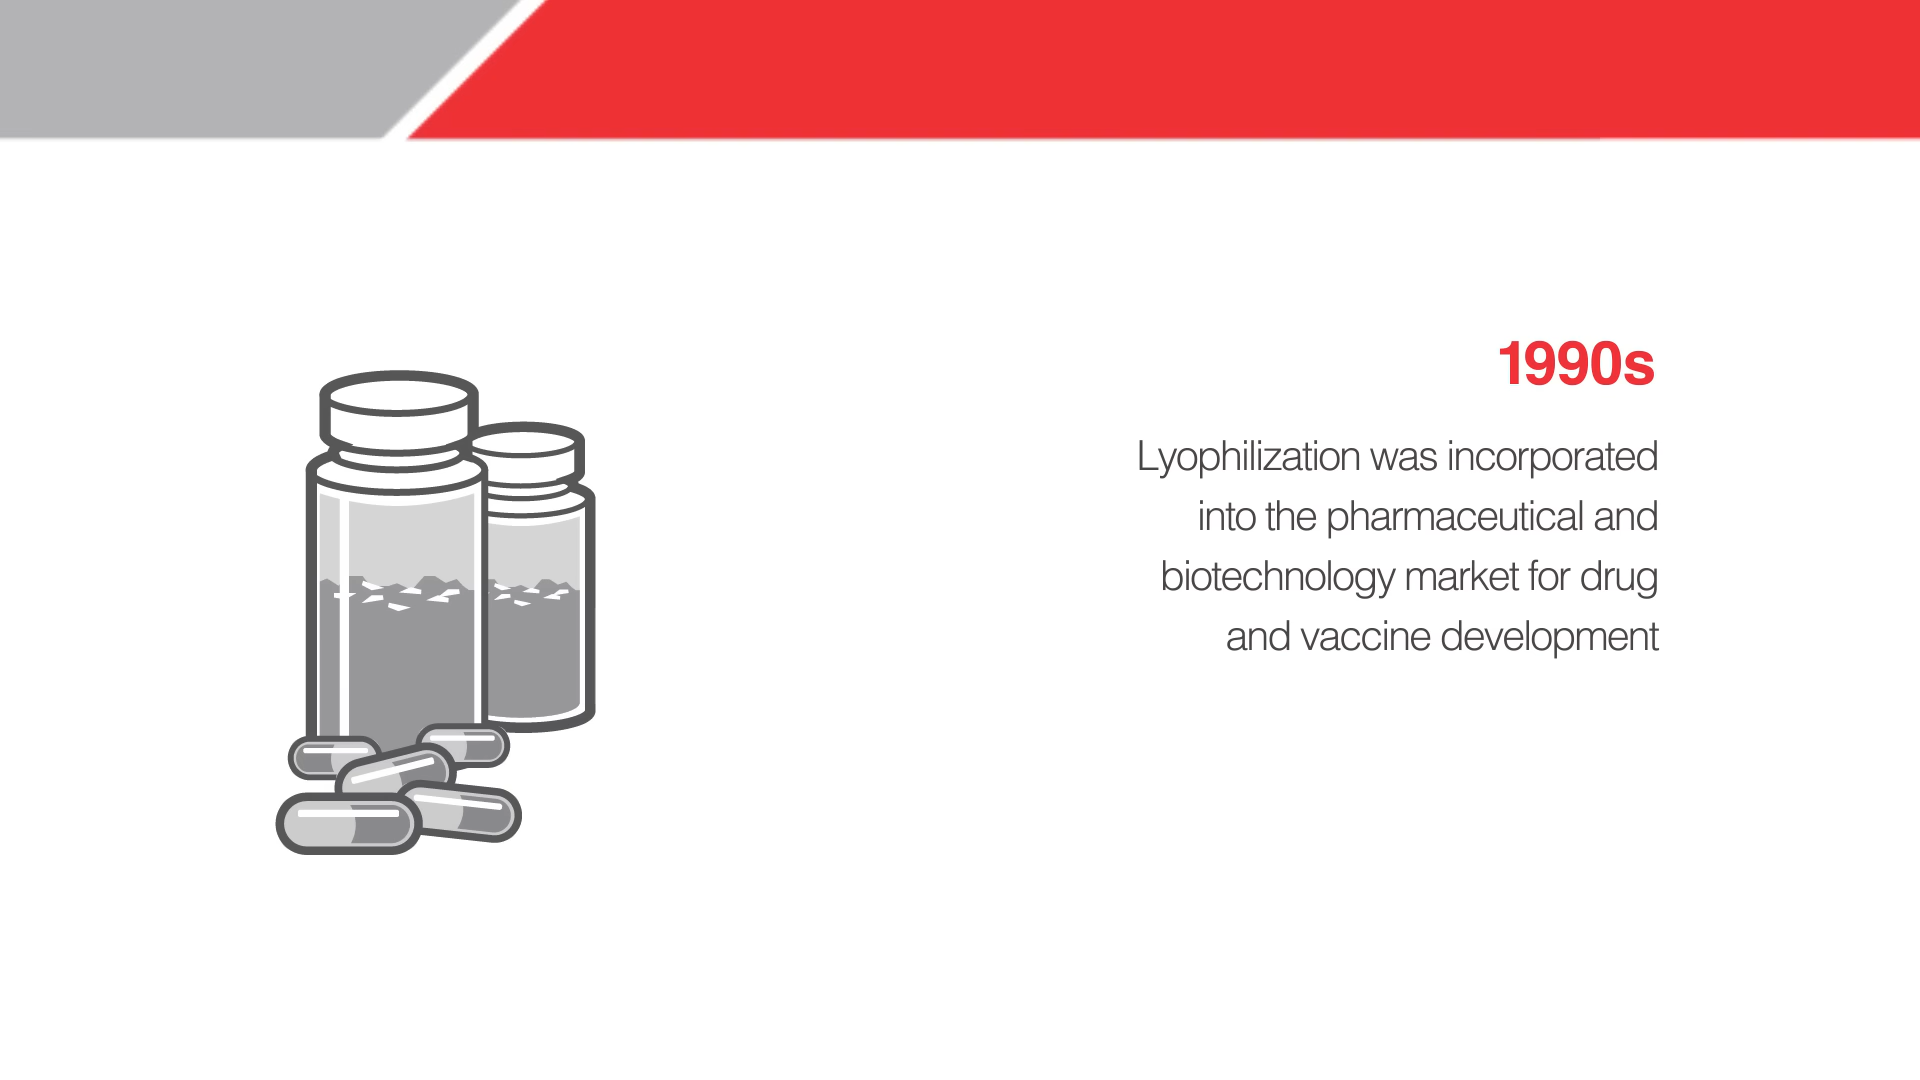 1990s
Lyophilization was incorporated
into the pharmaceutical and
biotechnology market for drug
and vaccine development